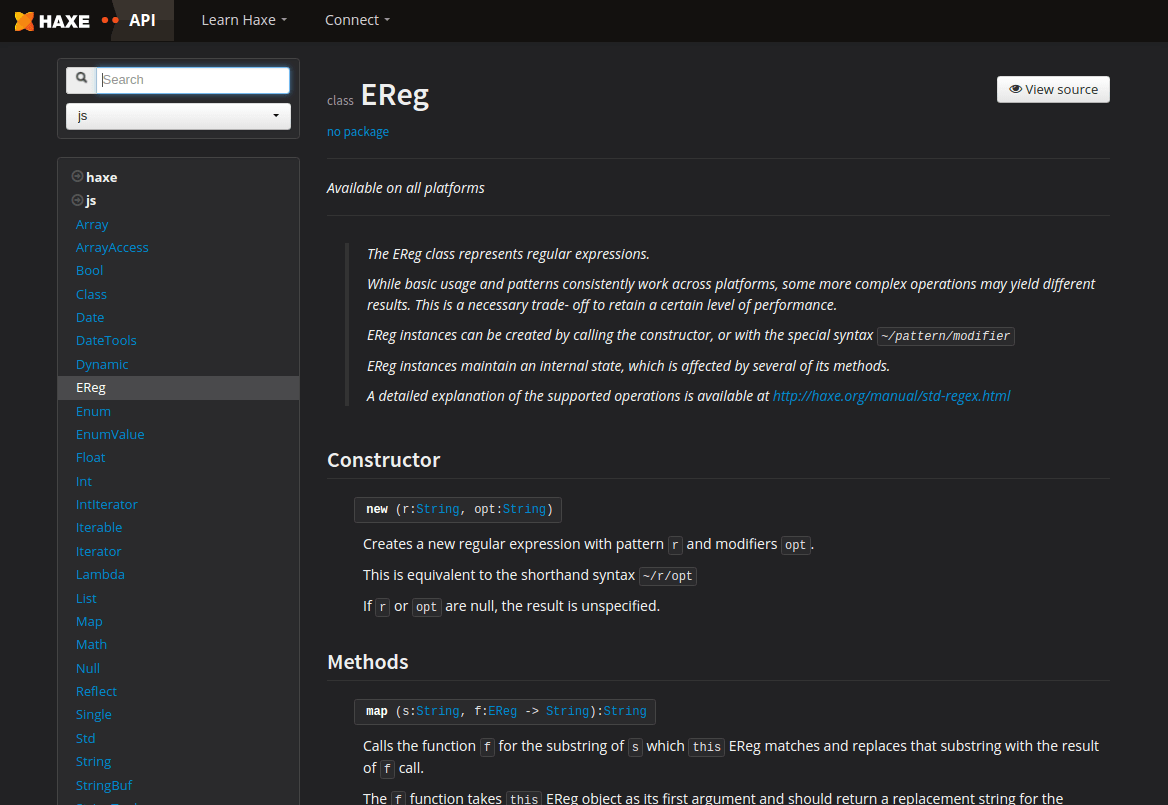 HAXE API Learn Haxe Connect
Search
js
haxe
js
Array
ArrayAccess
Bool
Class
Date
DateTools
Dynamic
EReg
Enum
EnumValue
Float
Int
IntIterator
Iterable
Iterator
Lambda
List
Map
Math
Null
Reflect
Single
Std
String
StringBuf
class EReg
View source
no package
Available on all platforms
The EReg class represents regular expressions.
While basic usage and patterns consistently work across platforms, some more complex operations may yield different
results. This is a necessary trade- off to retain a certain level of performance.
EReg instances can be created by calling the constructor, or with the special syntax ~/pattern/modifier
EReg instances maintain an internal state, which is affected by several of its methods.
A detailed explanation of the supported operations is available at http://haxe.org/manual/std-regex.html
Constructor
new (r:String, opt:String)
Creates a new regular expression with pattern r and modifiers opt.
This is equivalent to the shorthand syntax ~/r/opt
If r or opt are null, the result is unspecified.
Methods
map (s:String, f:EReg -> String):String
Calls the function f for the substring of s which this EReg matches and replaces that substring with the result
of f call.
The f function takes this EReg object as its first argument and should return a replacement string for the